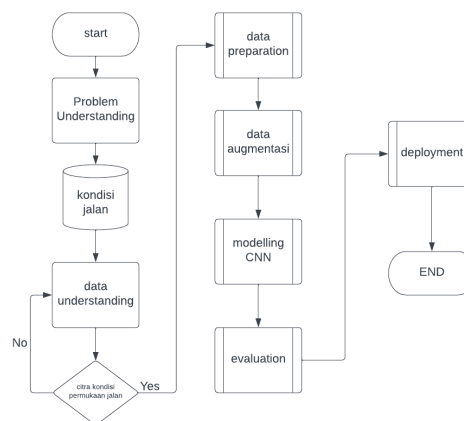 start
Problem
Understanding
kondisi
jalan
data
understanding
No
citra kondisi
permukaan jalan
Yes
data
preparation
data
augmentasi
modelling
CNN
evaluation
deployment
END